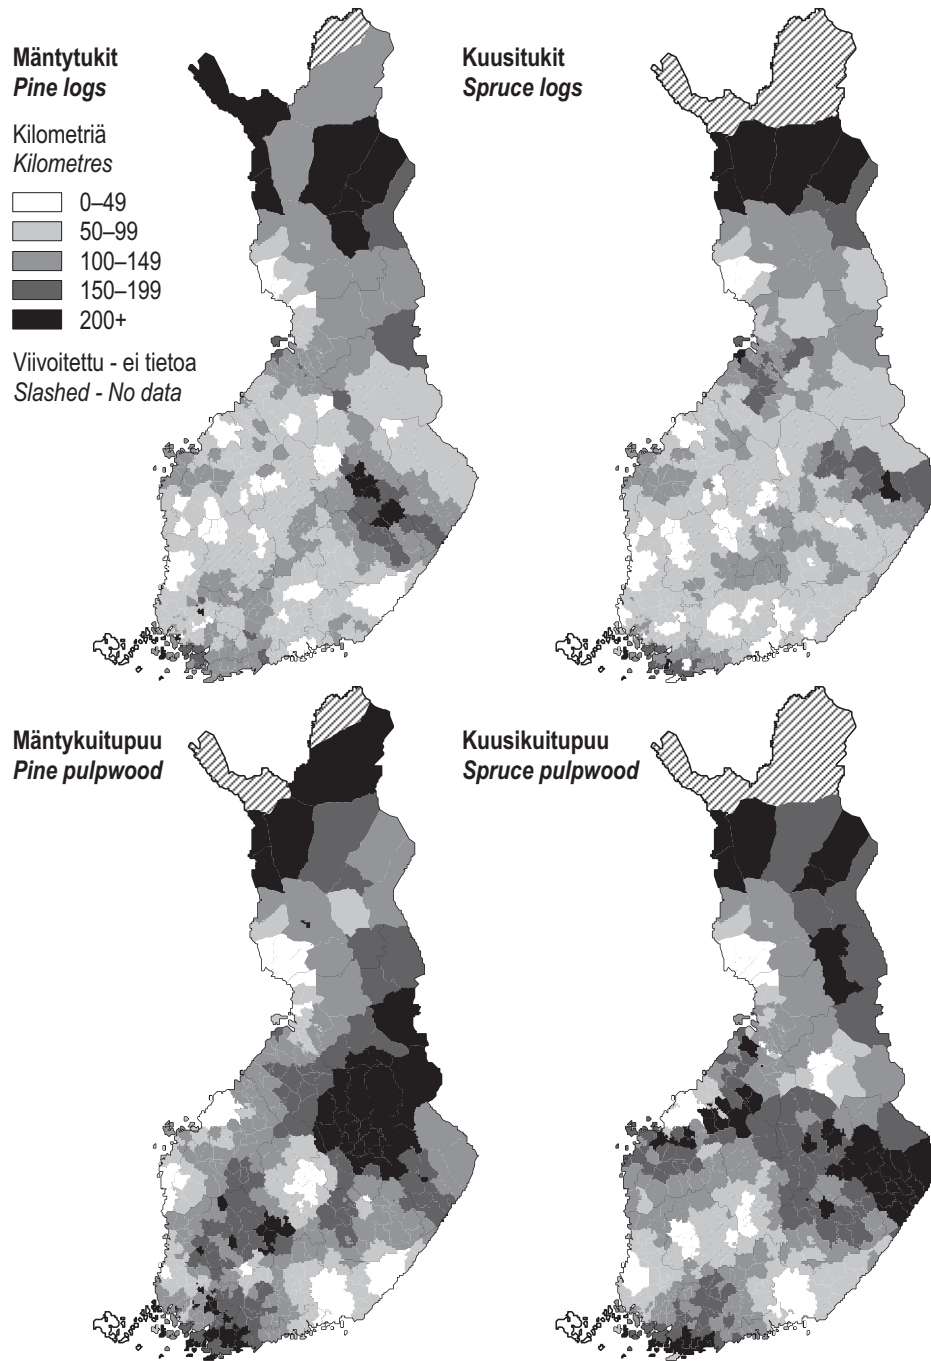 Mäntytukit
Pine logs
Kuusitukit
Spruce logs
Kilometriä
Kilometres
0–49
50–99
100–149
150–199
200+
Viivoitettu - ei tietoa
Slashed - No data
Mäntykuitupuu
Pine pulpwood
Kuusikuitupuu
Spruce pulpwood